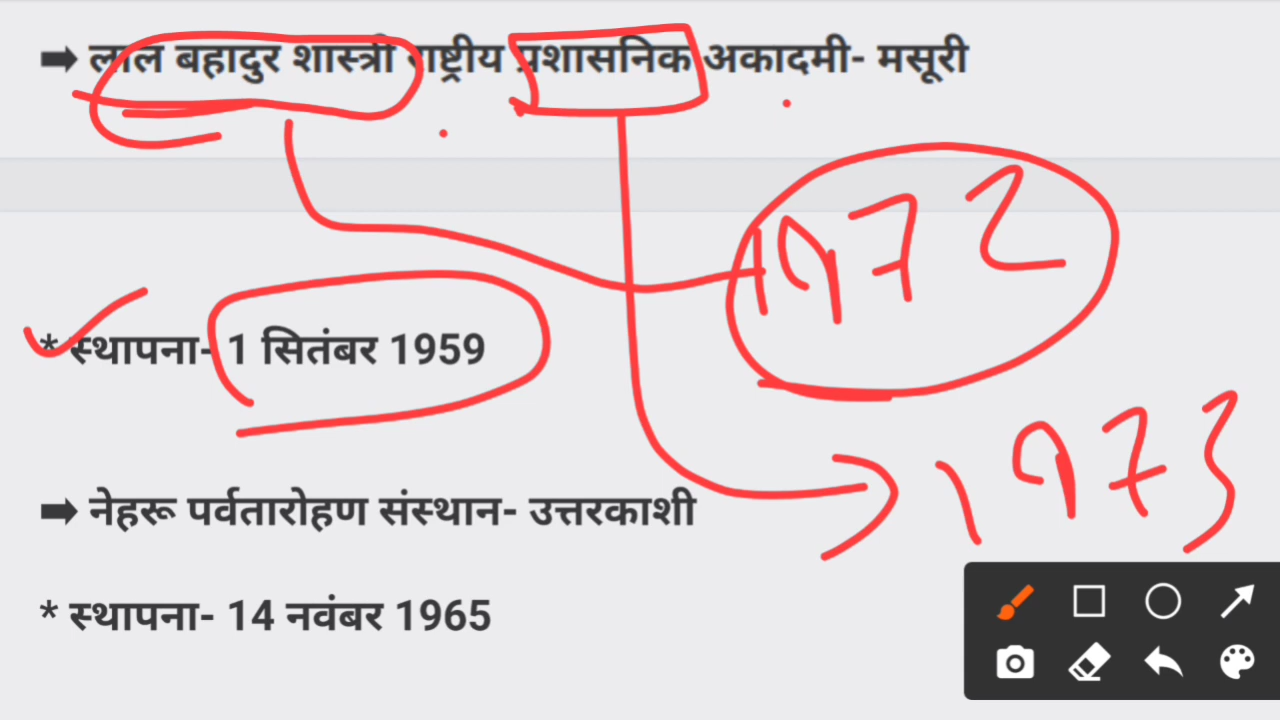 ➡ लाल बहादुर शास्त्री राष्ट्रीय प्रशासनिक अकादमी- मसूरी
1972
* स्थापना- 1 सितंबर 1959
1973
➡ नेहरू पर्वतारोहण संस्थान- उत्तरकाशी
* स्थापना- 14 नवंबर 1965